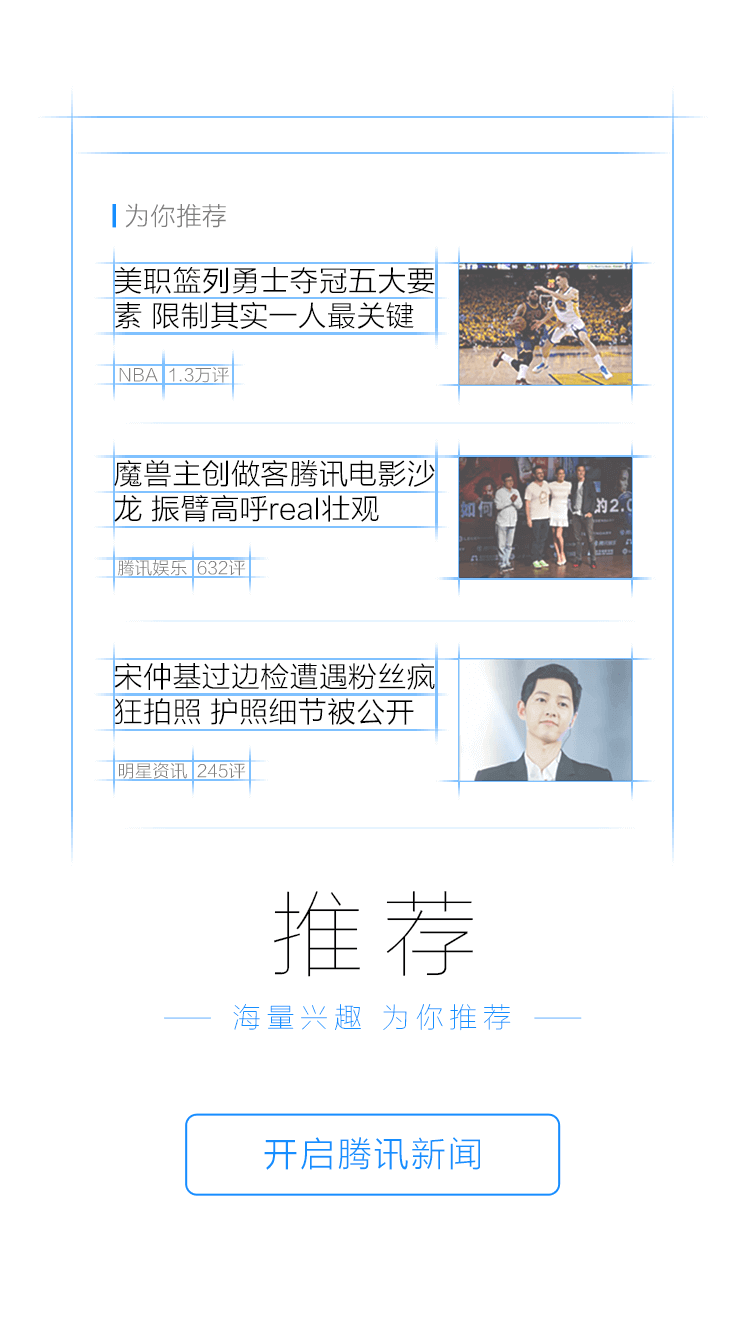 为你推荐
美职篮列勇士夺冠五大要
素 限制其实一人最关键
NBA 1.3万评
魔兽主创做客腾讯电影沙
龙 振臂高呼real壮观
如何 的2.0
腾讯娱乐 632评
宋仲基过边检遭遇粉丝疯
狂拍照 护照细节被公开
明星资讯 245评
推荐
海量兴趣 为你推荐
开启腾讯新闻